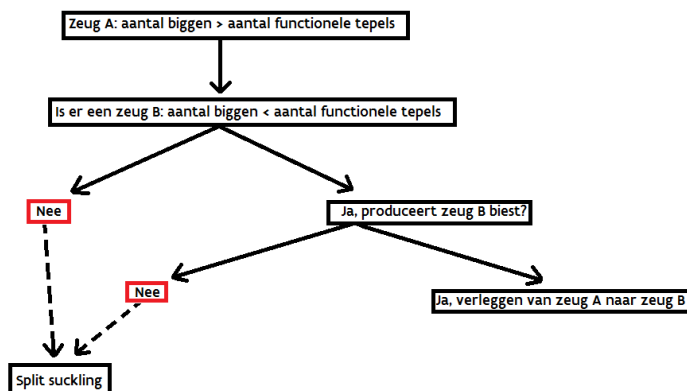 Zeug A: aantal biggen > aantal functionele tepels
Is er een zeug B: aantal biggen < aantal functionele tepels
Nee
Ja, produceert zeug B biest?
Nee
Ja, verleggen van zeug A naar zeug B
Split suckling